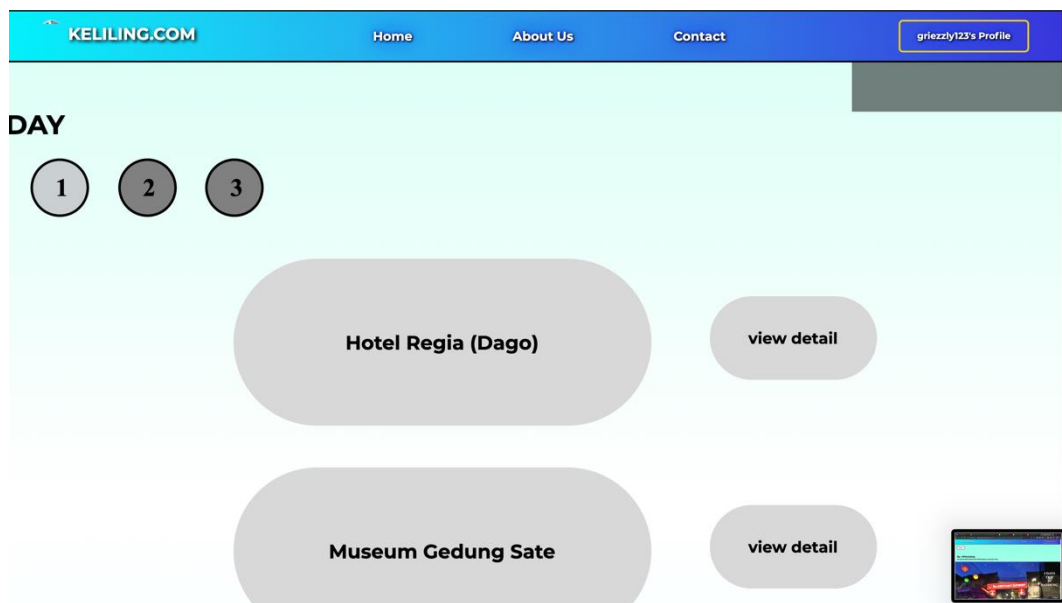 KELILING.COM Home About Us Contact griezzly123's Profile
DAY
1 2 3
Hotel Regia (Dago) view detail
Museum Gedung Sate view detail